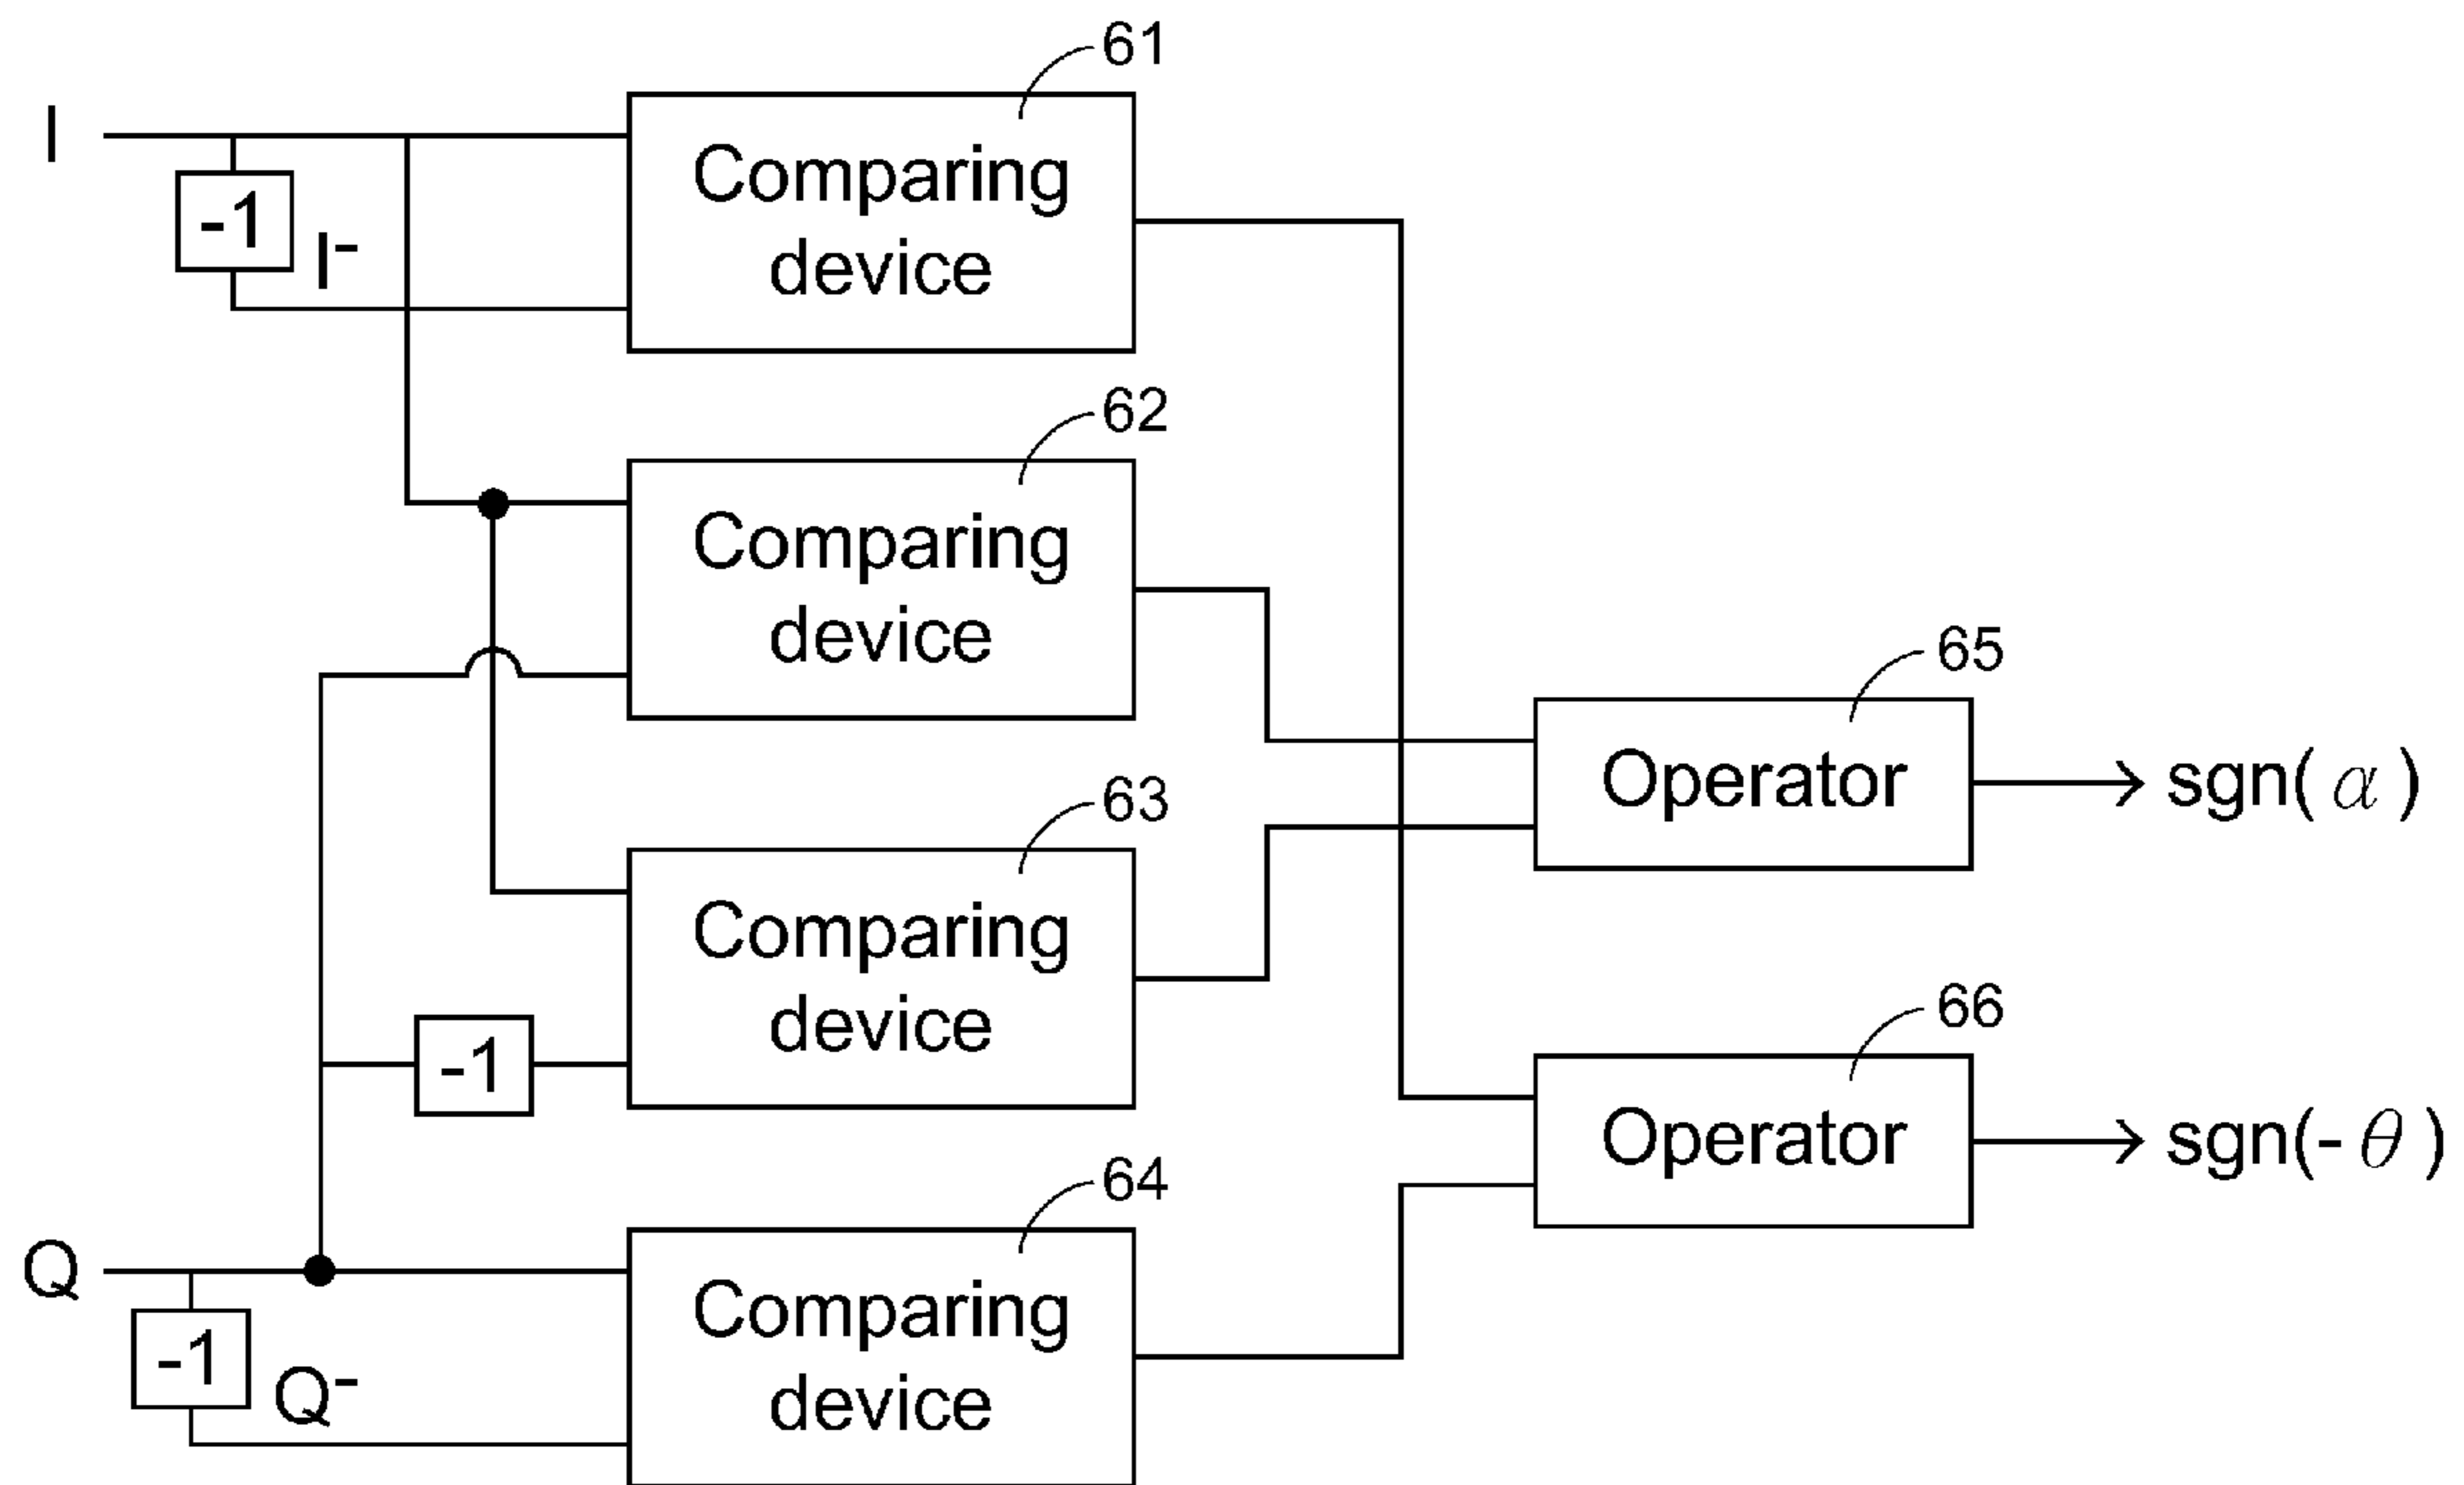 61
I
Comparing
device
-1
I-
62
Comparing
device
65
Operator
sgn( α )
63
Comparing
device
66
-1
Operator
sgn(- θ )
64
Q
Comparing
device
-1
Q-